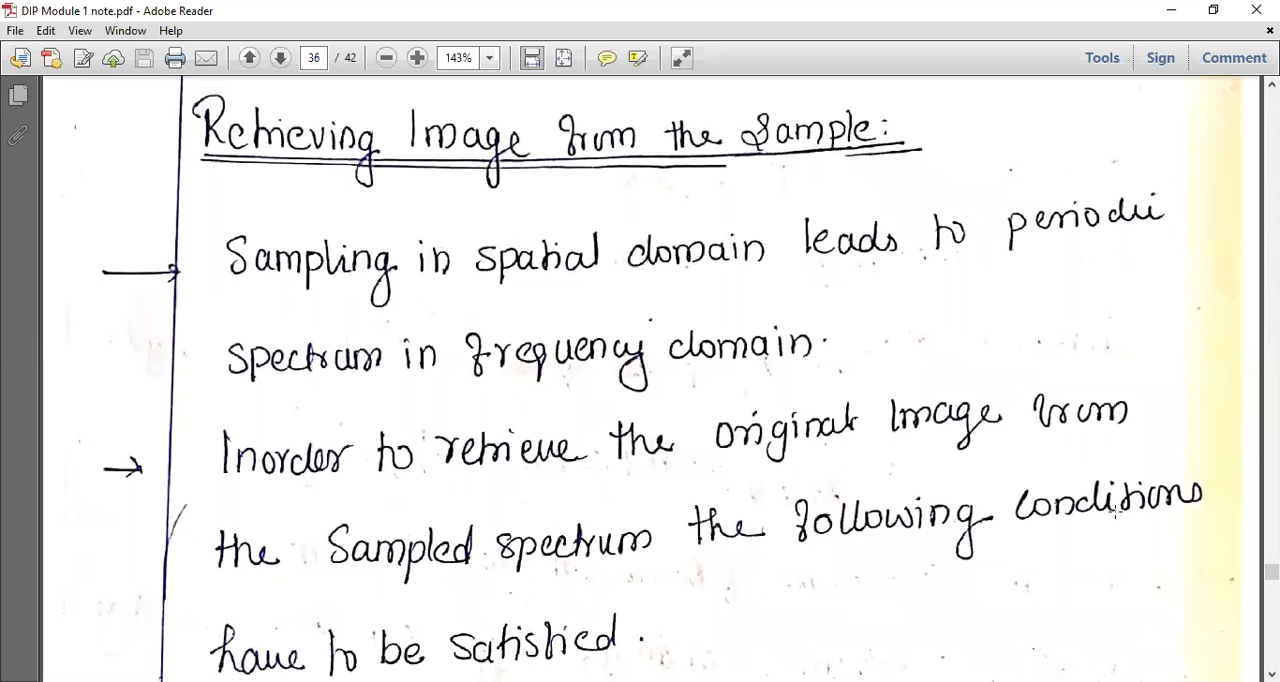 DIP Module 1 note.pdf - Adobe Reader
File Edit View Window Help
36 / 42 143% Tools Sign Comment
Retrieving Image from the Sample:
Sampling in spatial domain leads to periodic
spectrum in frequency domain.
Inorder to retrieve the original Image from
the Sampled spectrum the following conditions
have to be satisfied.